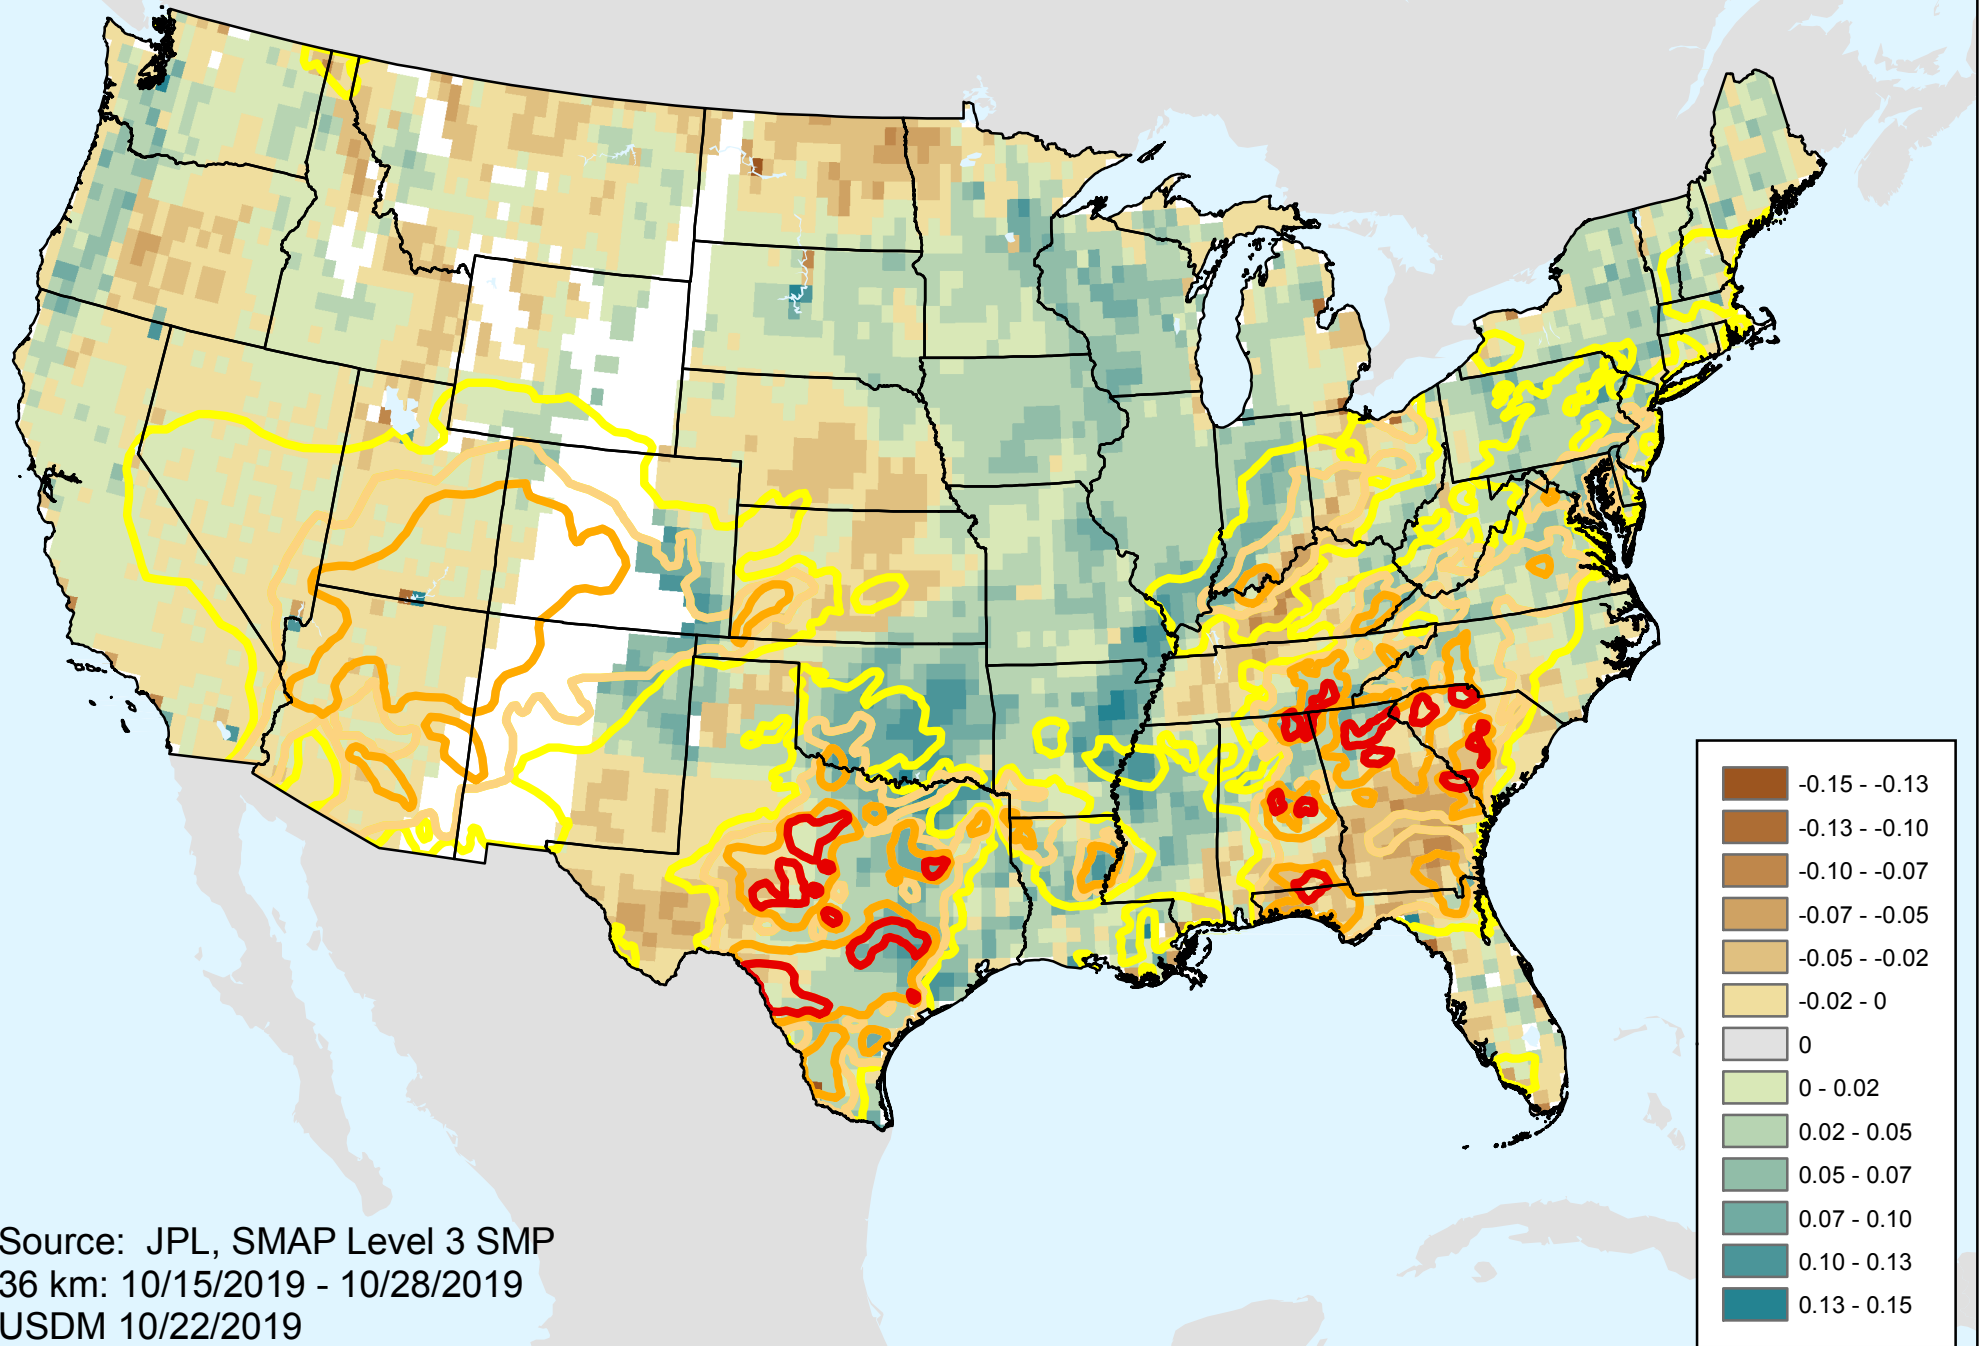 -0.15 - -0.13
-0.13 - -0.10
-0.10 - -0.07
-0.07 - -0.05
-0.05 - -0.02
-0.02 - 0
0
0 - 0.02
0.02 - 0.05
0.05 - 0.07
0.07 - 0.10
0.10 - 0.13
0.13 - 0.15
Source: JPL, SMAP Level 3 SMP
36 km: 10/15/2019 - 10/28/2019
USDM 10/22/2019